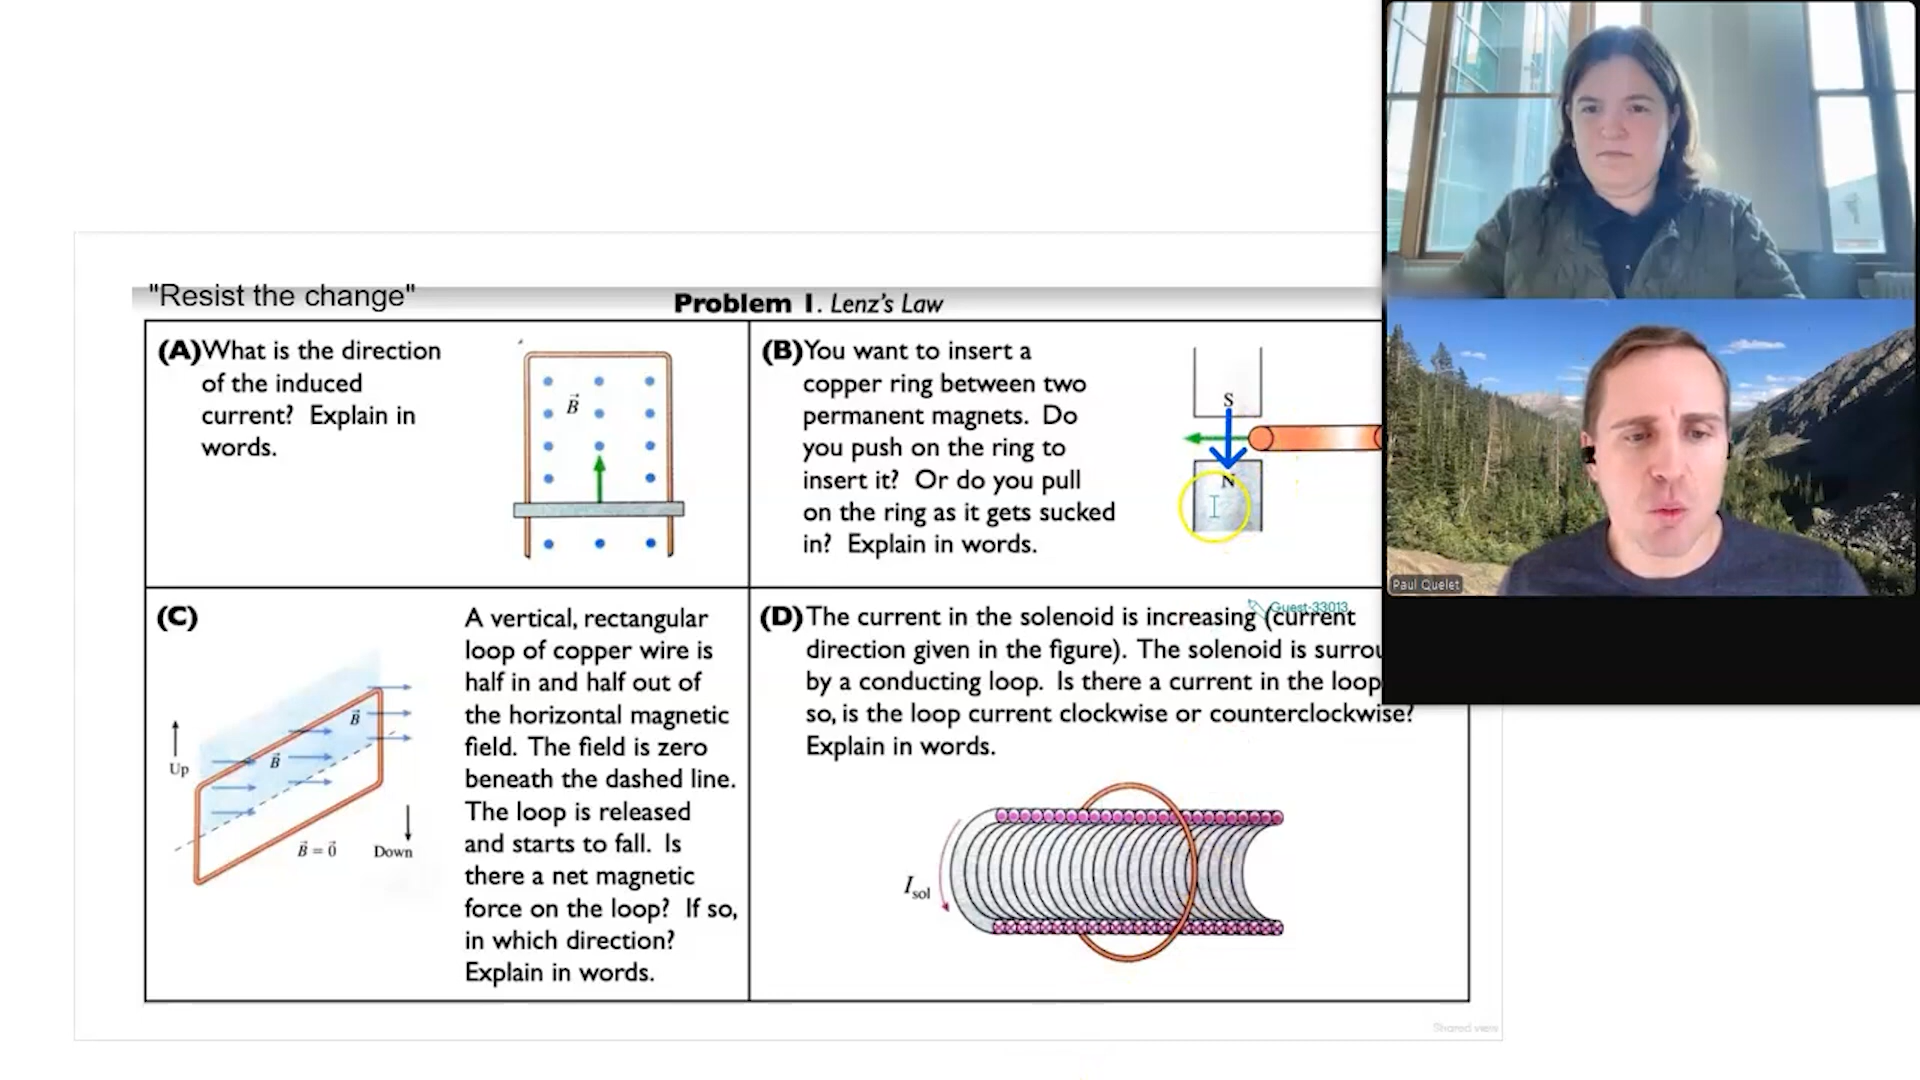 "Resist the change"
Problem 1. Lenz's Law
(A)What is the direction
of the induced
current? Explain in
words.
B
(B)You want to insert a
copper ring between two
permanent magnets. Do
you push on the ring to
insert it? Or do you pull
on the ring as it gets sucked
in? Explain in words.
S
N
(C)
A vertical, rectangular
loop of copper wire is
half in and half out of
the horizontal magnetic
field. The field is zero
beneath the dashed line.
The loop is released
and starts to fall. Is
there a net magnetic
force on the loop? If so,
in which direction?
Explain in words.
Up
B
B
B = 0
Down
(D)The current in the solenoid is increasing (current
direction given in the figure). The solenoid is surrou
by a conducting loop. Is there a current in the loop
so, is the loop current clockwise or counterclockwise?
Explain in words.
Guest-33013
I sol
Paul Quelet
Shared view